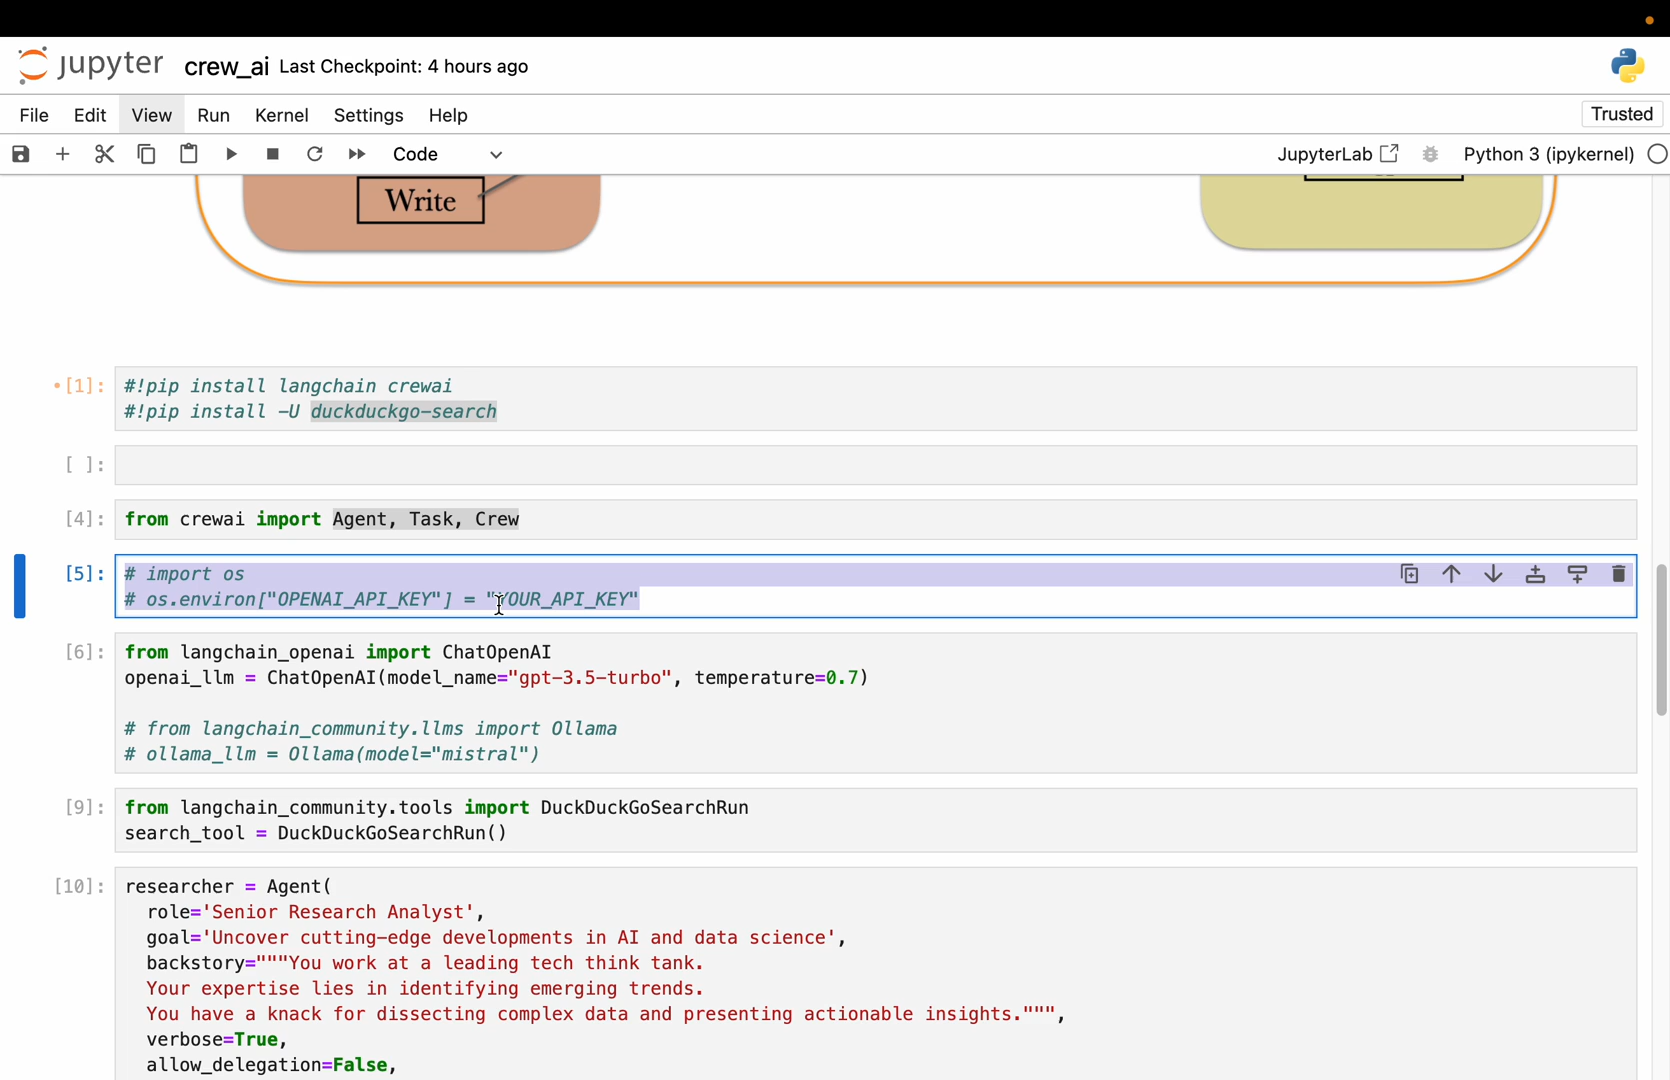 jupyter crew_ai Last Checkpoint: 4 hours ago
File Edit View Run Kernel Settings Help Trusted
Code JupyterLab Python 3 (ipykernel)
Write
[1]: #!pip install langchain crewai
#!pip install -U duckduckgo-search
[ ]:
[4]: from crewai import Agent, Task, Crew
[5]: # import os
# os.environ["OPENAI_API_KEY"] = "YOUR_API_KEY"
[6]: from langchain_openai import ChatOpenAI
openai_llm = ChatOpenAI(model_name="gpt-3.5-turbo", temperature=0.7)
# from langchain_community.llms import Ollama
# ollama_llm = Ollama(model="mistral")
[9]: from langchain_community.tools import DuckDuckGoSearchRun
search_tool = DuckDuckGoSearchRun()
[10]: researcher = Agent(
role='Senior Research Analyst',
goal='Uncover cutting-edge developments in AI and data science',
backstory="""You work at a leading tech think tank.
Your expertise lies in identifying emerging trends.
You have a knack for dissecting complex data and presenting actionable insights.""",
verbose=True,
allow_delegation=False,